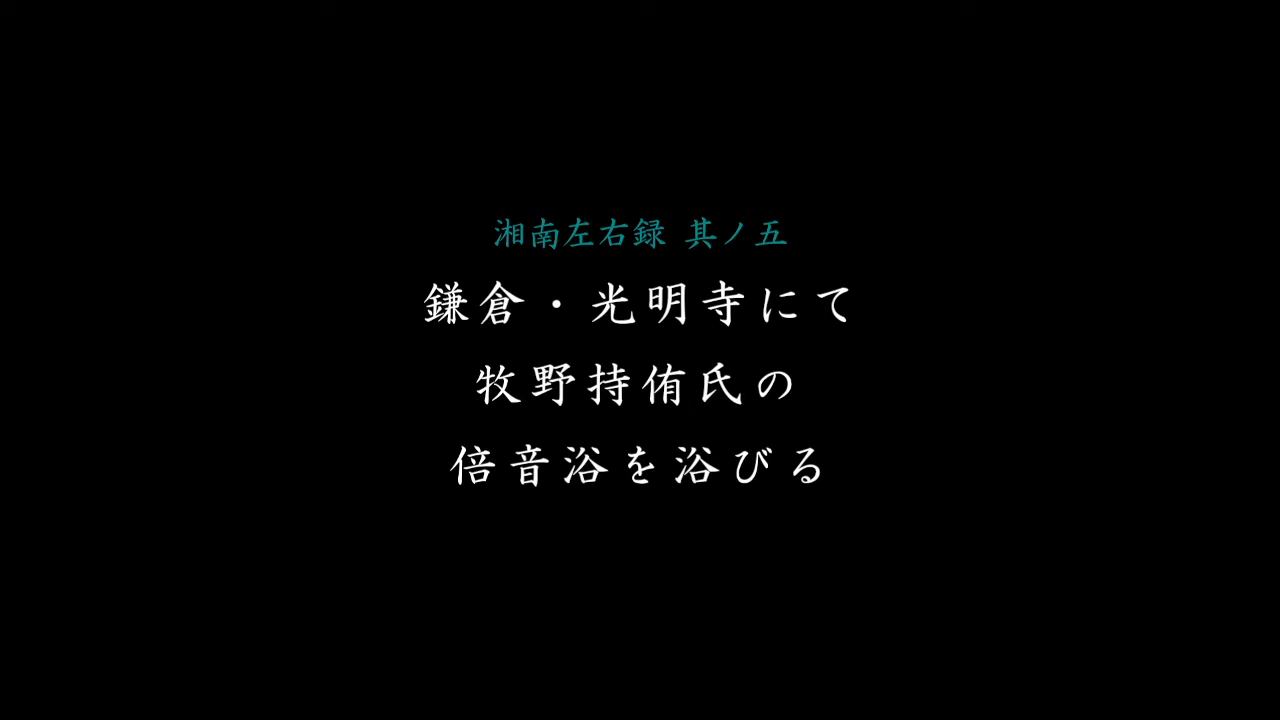 湘南左右録 其ノ五
鎌倉・光明寺にて
牧野持侑氏の
倍音浴を浴びる